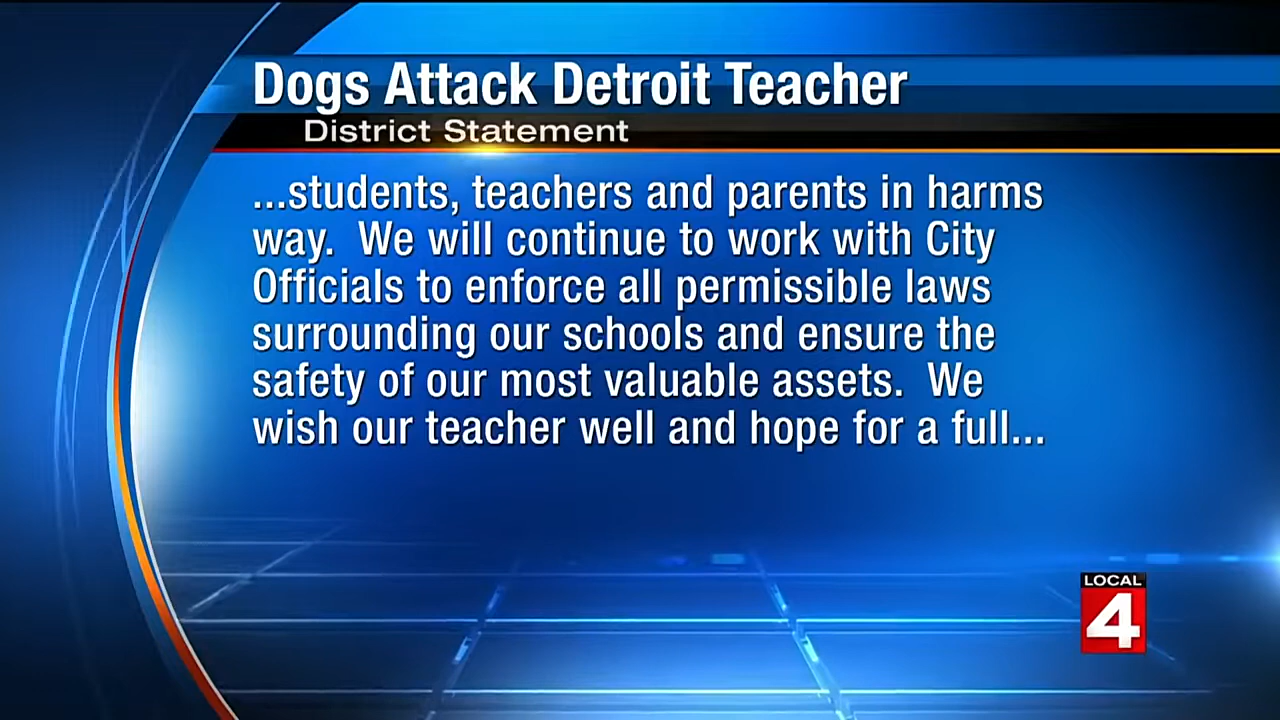 Dogs Attack Detroit Teacher
District Statement
...students, teachers and parents in harms
way.  We will continue to work with City
Officials to enforce all permissible laws
surrounding our schools and ensure the
safety of our most valuable assets.  We
wish our teacher well and hope for a full...
LOCAL
4